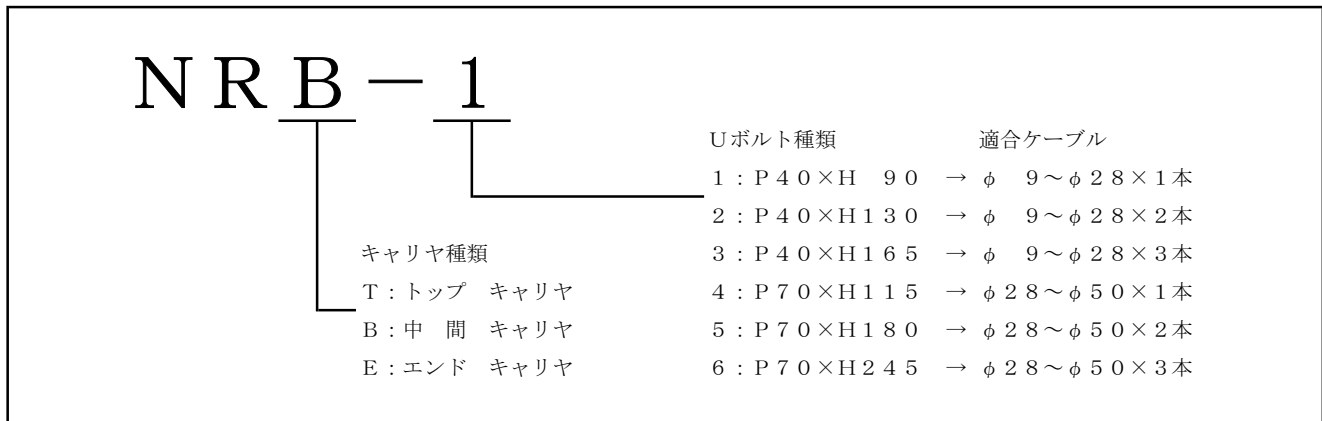 ＮＲＢ－１
Ｕボルト種類　適合ケーブル
１：Ｐ４０×Ｈ　９０　→　φ　９～φ２８×１本
２：Ｐ４０×Ｈ１３０　→　φ　９～φ２８×２本
３：Ｐ４０×Ｈ１６５　→　φ　９～φ２８×３本
４：Ｐ７０×Ｈ１１５　→　φ２８～φ５０×１本
５：Ｐ７０×Ｈ１８０　→　φ２８～φ５０×２本
６：Ｐ７０×Ｈ２４５　→　φ２８～φ５０×３本
キャリヤ種類
Ｔ：トップ　キャリヤ
Ｂ：中　間　キャリヤ
Ｅ：エンド　キャリヤ